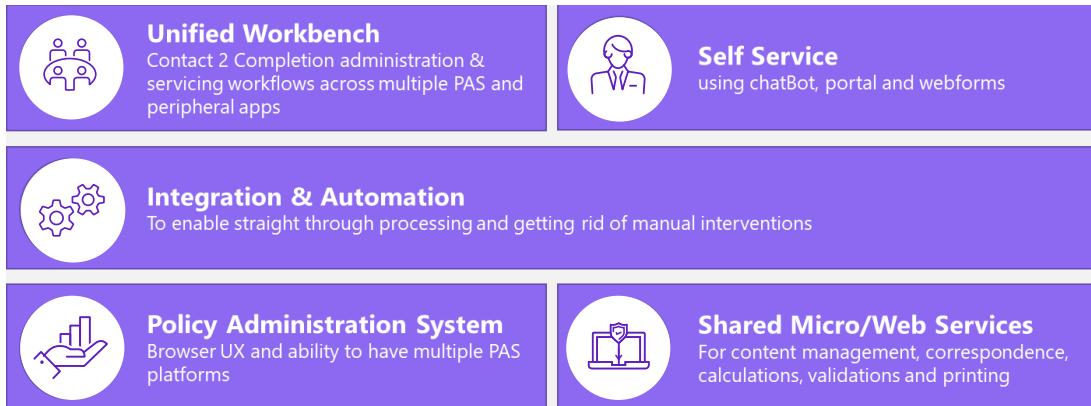 Unified Workbench
Contact 2 Completion administration &
servicing workflows across multiple PAS and
peripheral apps
Self Service
using chatBot, portal and webforms
Integration & Automation
To enable straight through processing and getting rid of manual interventions
Policy Administration System
Browser UX and ability to have multiple PAS
platforms
Shared Micro/Web Services
For content management, correspondence,
calculations, validations and printing